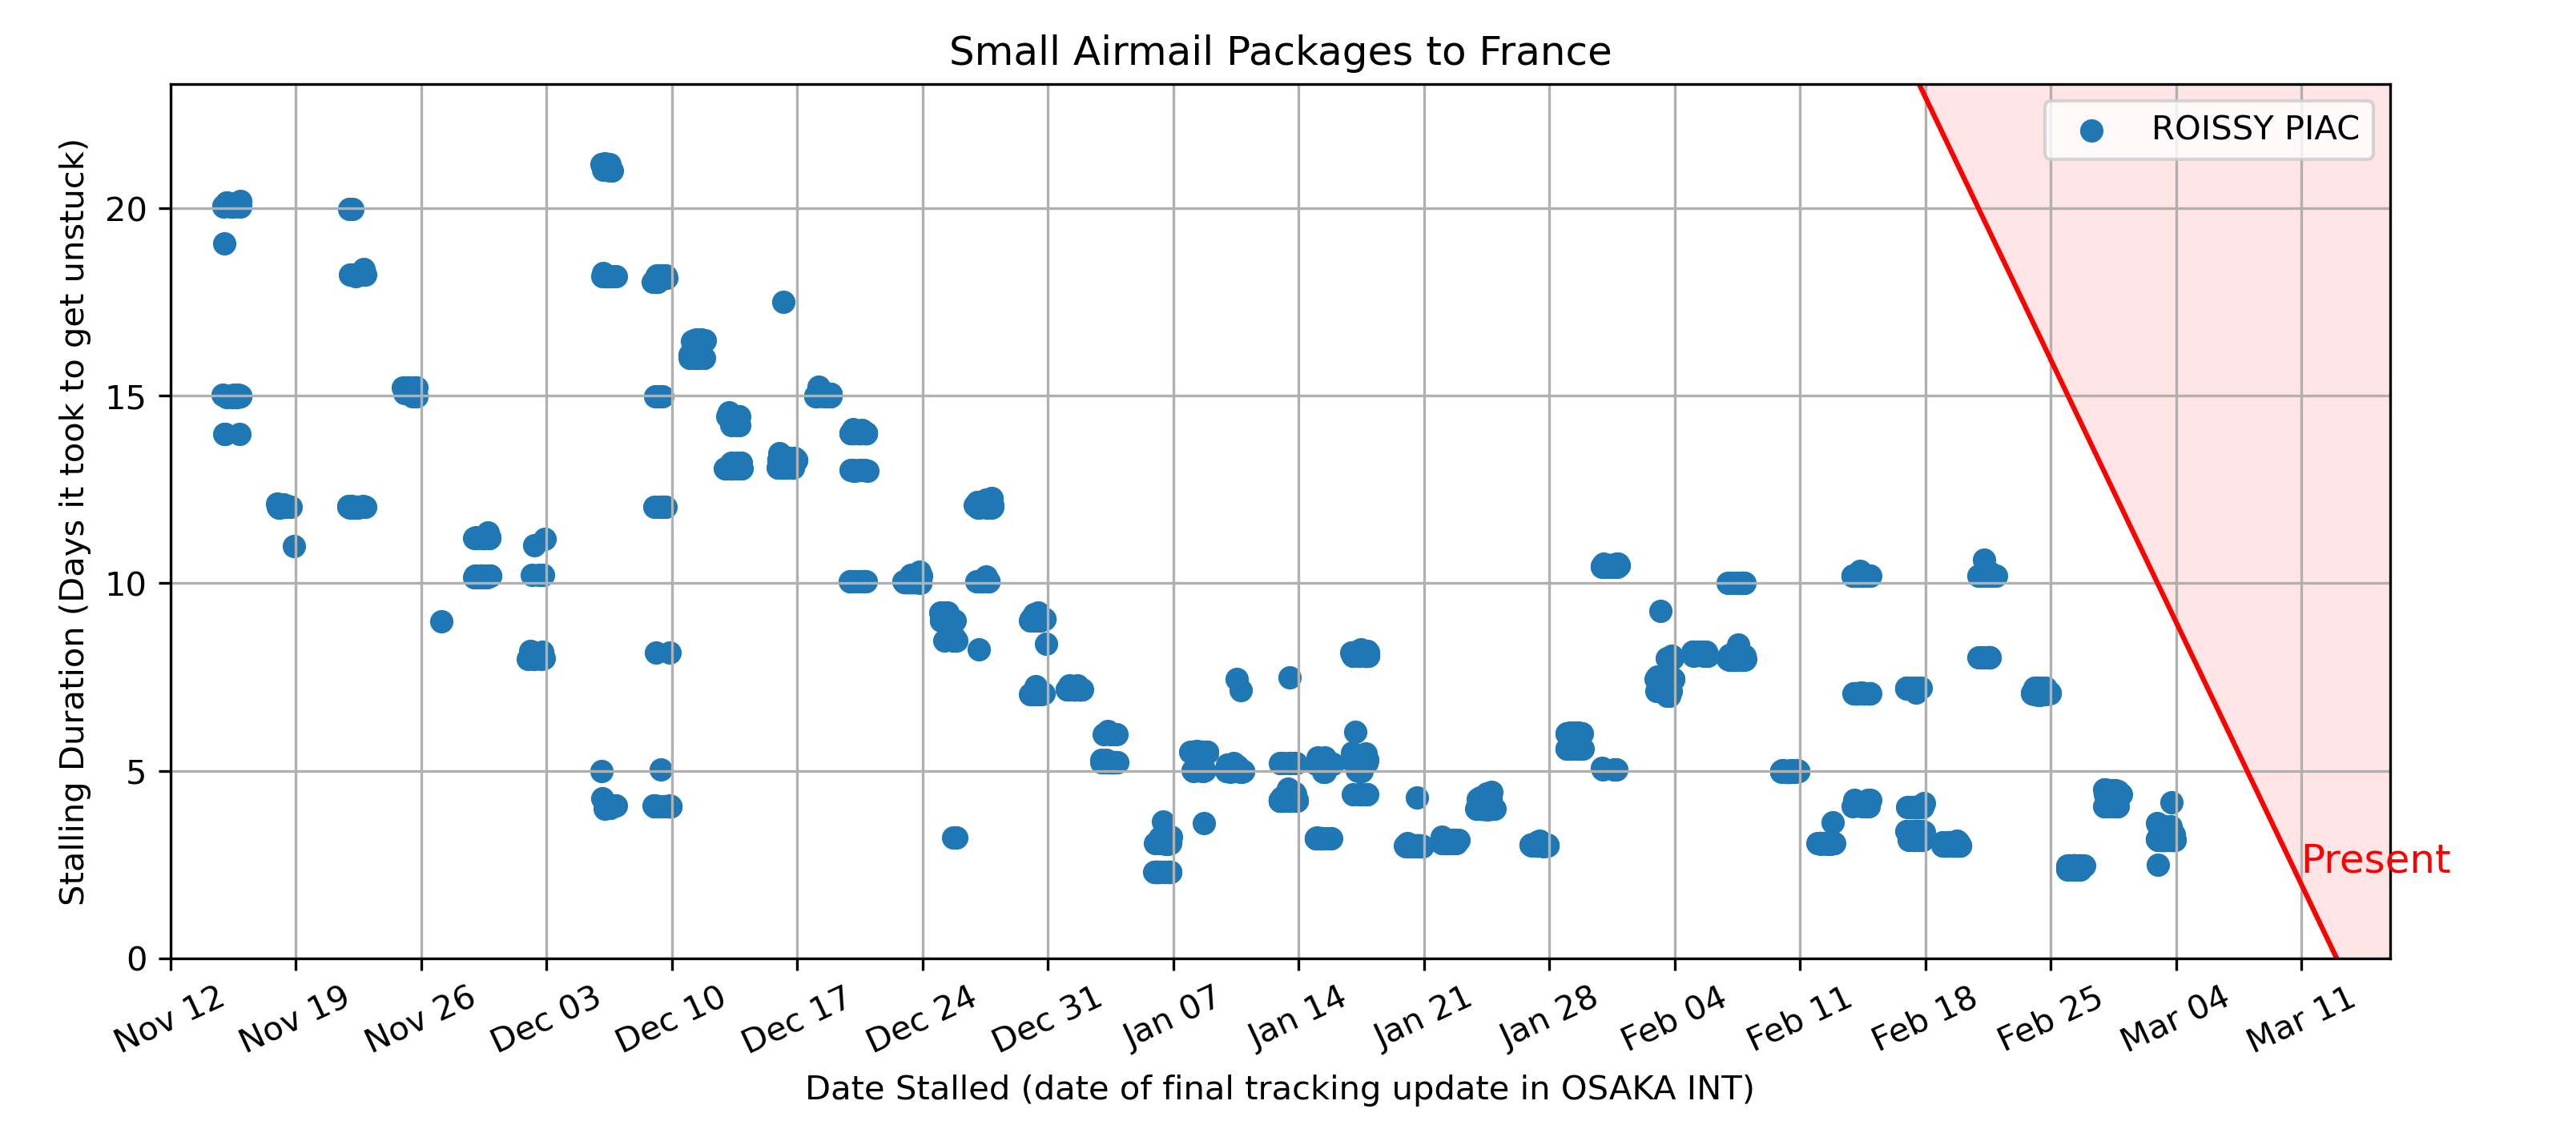 Small Airmail Packages to France
ROISSY PIAC
Stalling Duration (Days it took to get unstuck)
20
15
10
5
0
Present
Nov 12
Nov 19
Nov 26
Dec 03
Dec 10
Dec 17
Dec 24
Dec 31
Jan 07
Jan 14
Jan 21
Jan 28
Feb 04
Feb 11
Feb 18
Feb 25
Mar 04
Mar 11
Date Stalled (date of final tracking update in OSAKA INT)